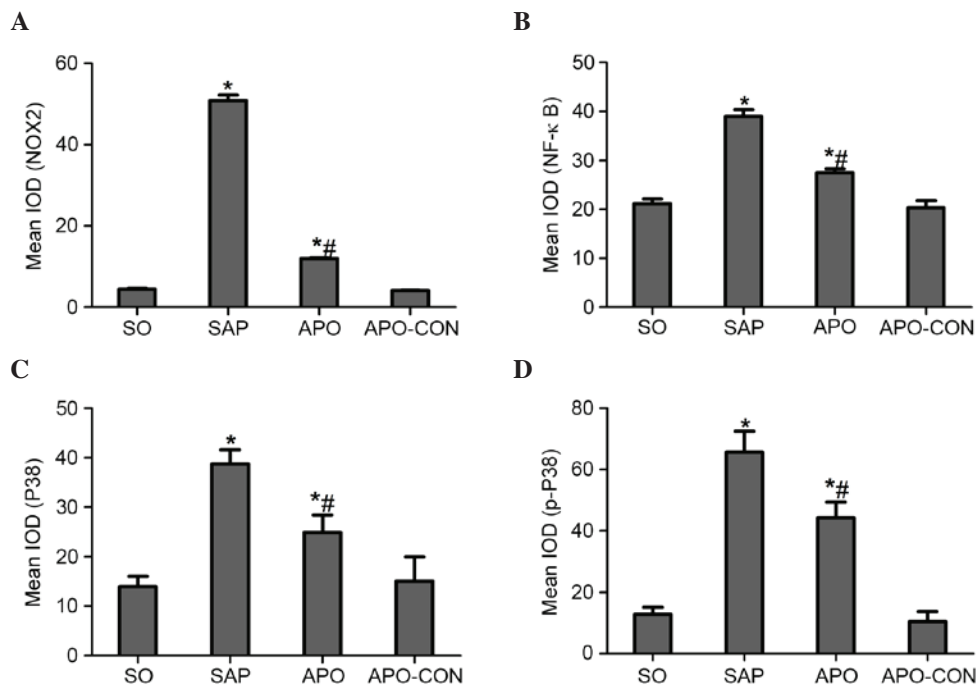 A
Mean IOD (NOX2)
60
40
20
0
*
*#
SO SAP APO APO-CON
B
Mean IOD (NF-κ B)
50
40
30
20
10
0
*
*#
SO SAP APO APO-CON
C
Mean IOD (P38)
50
40
30
20
10
0
*
*#
SO SAP APO APO-CON
D
Mean IOD (p-P38)
80
60
40
20
0
*
*#
SO SAP APO APO-CON